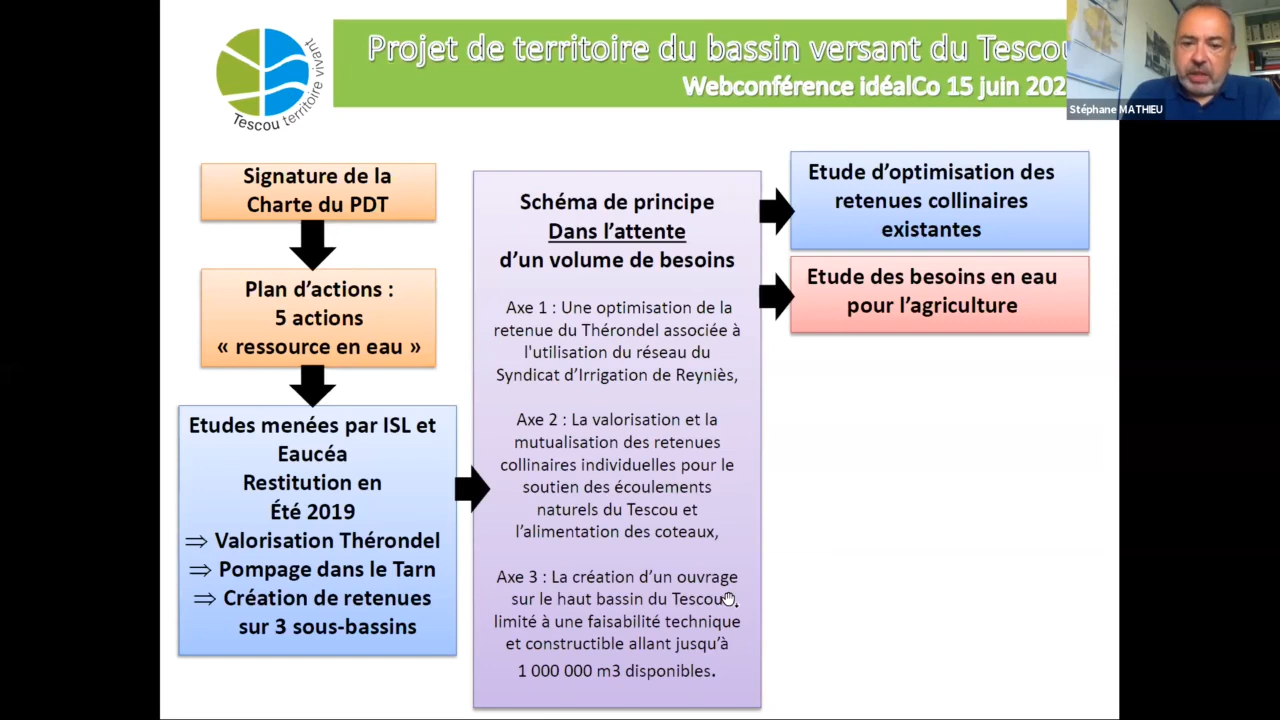 Projet de territoire du bassin versant du Tescou
Webconférence idéalCo 15 juin 202
Stéphane MATHIEU
Tescou territoire vivant
Signature de la
Charte du PDT
Plan d’actions :
5 actions
« ressource en eau »
Etudes menées par ISL et
Eaucéa
Restitution en
Été 2019
⇒ Valorisation Thérondel
⇒ Pompage dans le Tarn
⇒ Création de retenues
sur 3 sous-bassins
Schéma de principe
Dans l’attente
d’un volume de besoins
Axe 1 : Une optimisation de la
retenue du Thérondel associée à
l'utilisation du réseau du
Syndicat d’Irrigation de Reyniès,
Axe 2 : La valorisation et la
mutualisation des retenues
collinaires individuelles pour le
soutien des écoulements
naturels du Tescou et
l’alimentation des coteaux,
Axe 3 : La création d’un ouvrage
sur le haut bassin du Tescou,
limité à une faisabilité technique
et constructible allant jusqu’à
1 000 000 m3 disponibles.
Etude d’optimisation des
retenues collinaires
existantes
Etude des besoins en eau
pour l’agriculture